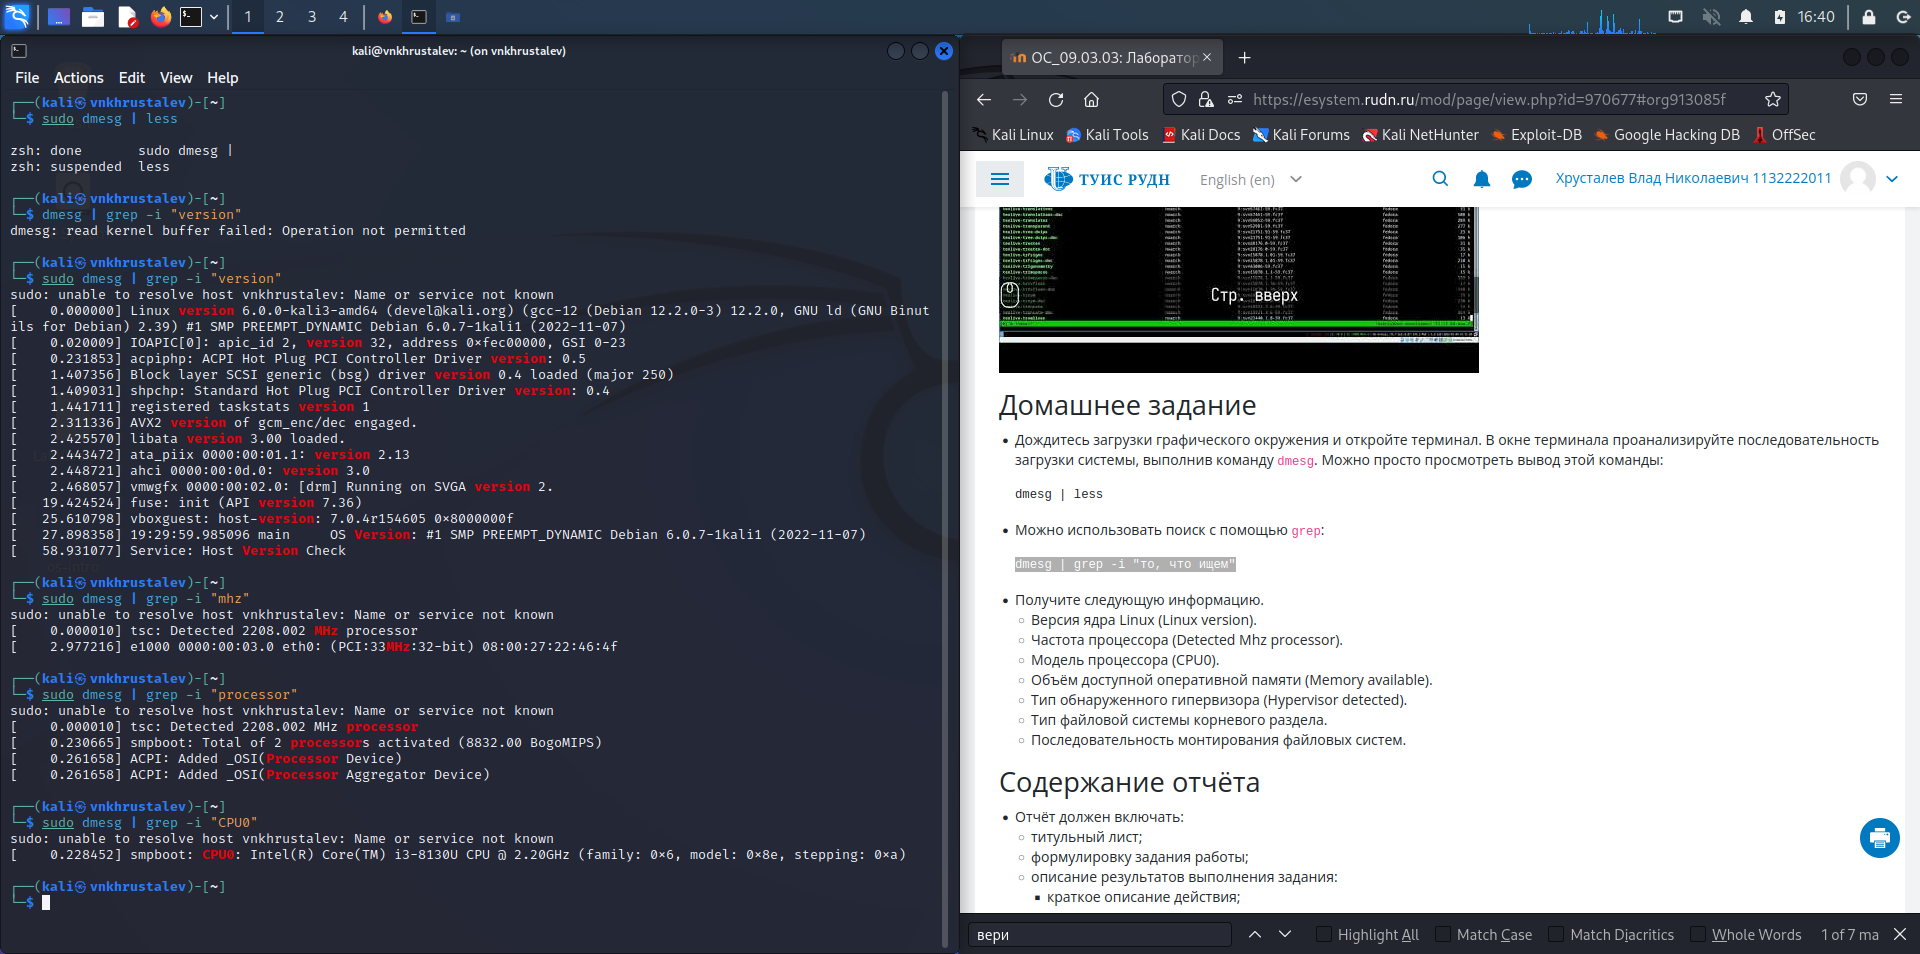 1 2 3 4
16:40
kali@vnkhrustalev: ~ (on vnkhrustalev)
File Actions Edit View Help
┌──(kali㉿vnkhrustalev)-[~]
└─$ sudo dmesg | less
zsh: done       sudo dmesg |
zsh: suspended  less
┌──(kali㉿vnkhrustalev)-[~]
└─$ dmesg | grep -i "version"
dmesg: read kernel buffer failed: Operation not permitted
┌──(kali㉿vnkhrustalev)-[~]
└─$ sudo dmesg | grep -i "version"
sudo: unable to resolve host vnkhrustalev: Name or service not known
[    0.000000] Linux version 6.0.0-kali3-amd64 (devel@kali.org) (gcc-12 (Debian 12.2.0-3) 12.2.0, GNU ld (GNU Binut
ils for Debian) 2.39) #1 SMP PREEMPT_DYNAMIC Debian 6.0.7-1kali1 (2022-11-07)
[    0.020009] IOAPIC[0]: apic_id 2, version 32, address 0×fec00000, GSI 0-23
[    0.231853] acpiphp: ACPI Hot Plug PCI Controller Driver version: 0.5
[    1.407356] Block layer SCSI generic (bsg) driver version 0.4 loaded (major 250)
[    1.409031] shpchp: Standard Hot Plug PCI Controller Driver version: 0.4
[    1.441711] registered taskstats version 1
[    2.311336] AVX2 version of gcm_enc/dec engaged.
[    2.425570] libata version 3.00 loaded.
[    2.443472] ata_piix 0000:00:01.1: version 2.13
[    2.448721] ahci 0000:00:0d.0: version 3.0
[    2.468057] vmwgfx 0000:00:02.0: [drm] Running on SVGA version 2.
[   19.424524] fuse: init (API version 7.36)
[   25.610798] vboxguest: host-version: 7.0.4r154605 0×8000000f
[   27.898358] 19:29:59.985096 main     OS Version: #1 SMP PREEMPT_DYNAMIC Debian 6.0.7-1kali1 (2022-11-07)
[   58.931077] Service: Host Version Check
┌──(kali㉿vnkhrustalev)-[~]
└─$ sudo dmesg | grep -i "mhz"
sudo: unable to resolve host vnkhrustalev: Name or service not known
[    0.000010] tsc: Detected 2208.002 MHz processor
[    2.977216] e1000 0000:00:03.0 eth0: (PCI:33MHz:32-bit) 08:00:27:22:46:4f
┌──(kali㉿vnkhrustalev)-[~]
└─$ sudo dmesg | grep -i "processor"
sudo: unable to resolve host vnkhrustalev: Name or service not known
[    0.000010] tsc: Detected 2208.002 MHz processor
[    0.230665] smpboot: Total of 2 processors activated (8832.00 BogoMIPS)
[    0.261658] ACPI: Added _OSI(Processor Device)
[    0.261658] ACPI: Added _OSI(Processor Aggregator Device)
┌──(kali㉿vnkhrustalev)-[~]
└─$ sudo dmesg | grep -i "CPU0"
sudo: unable to resolve host vnkhrustalev: Name or service not known
[    0.228452] smpboot: CPU0: Intel(R) Core(TM) i3-8130U CPU @ 2.20GHz (family: 0×6, model: 0×8e, stepping: 0×a)
┌──(kali㉿vnkhrustalev)-[~]
└─$
ОС_09.03.03: Лаборатор
https://esystem.rudn.ru/mod/page/view.php?id=970677#org913085f
Kali Linux Kali Tools Kali Docs Kali Forums Kali NetHunter Exploit-DB Google Hacking DB OffSec
ТУИС РУДН English (en) Хрусталев Влад Николаевич 1132222011
Стр. вверх
Домашнее задание
• Дождитесь загрузки графического окружения и откройте терминал. В окне терминала проанализируйте последовательность
загрузки системы, выполнив команду dmesg. Можно просто просмотреть вывод этой команды:
dmesg | less
• Можно использовать поиск с помощью grep:
dmesg | grep -i "то, что ищем"
• Получите следующую информацию.
○ Версия ядра Linux (Linux version).
○ Частота процессора (Detected Mhz processor).
○ Модель процессора (CPU0).
○ Объём доступной оперативной памяти (Memory available).
○ Тип обнаруженного гипервизора (Hypervisor detected).
○ Тип файловой системы корневого раздела.
○ Последовательность монтирования файловых систем.
Содержание отчёта
• Отчёт должен включать:
○ титульный лист;
○ формулировку задания работы;
○ описание результатов выполнения задания:
▪ краткое описание действия;
вери
Highlight All Match Case Match Diacritics Whole Words 1 of 7 ma